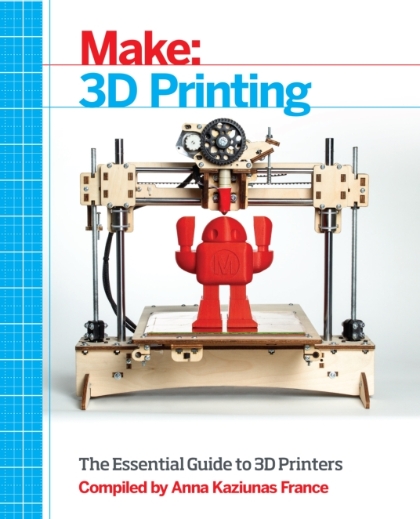 Make:
3D Printing
M
The Essential Guide to 3D Printers
Compiled by Anna Kaziunas France